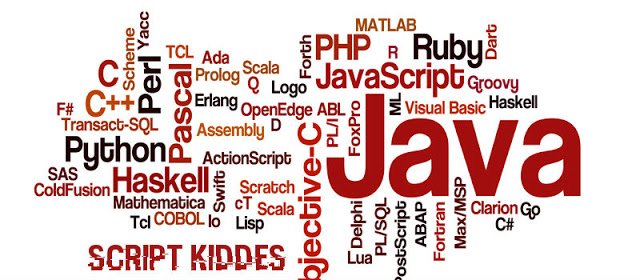 MATLAB
Yacc
Scheme
TCL
Ada
Forth
PHP
R
Ruby
Dart
C
Perl
Prolog
Scala
Q
Logo
JavaScript
Groovy
C++
Pascal
Erlang
OpenEdge ABL
PL/I
FoxPro
ML
Visual Basic
Haskell
F#
Transact-SQL
Assembly
D
Java
Python
ActionScript
bjective-C
SAS
ColdFusion
Haskell
Swift
Scratch
Mathematica
cT
Scala
Tcl
COBOL
Io
Lisp
Delphi
Lua
PL/SQL
PostScript
ABAP
Fortran
Max/MSP
Clarion
Go
C#
SCRIPT KIDDES